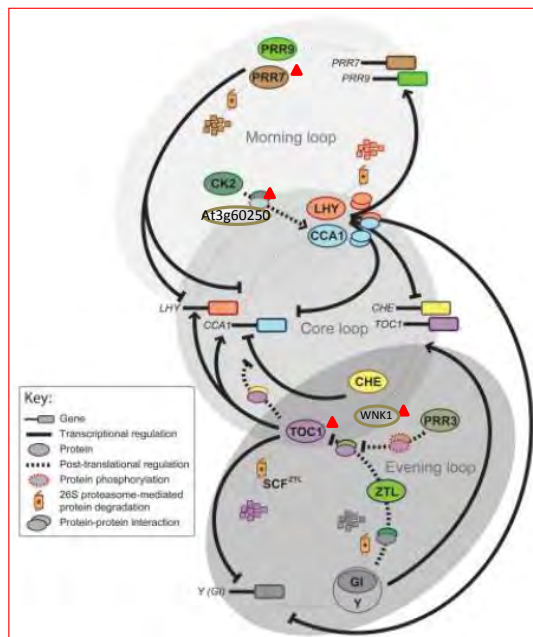 PRR9
PRR7
PRR7
PRR9
Morning loop
CK2
At3g60250
LHY
CCA1
LHY
CCA1
Core loop
CHE
TOC1
CHE
WNK1
TOC1
PRR3
Evening loop
SCF^ZTL
ZTL
GI
Y
Y (GI)
Key:
Gene
Transcriptional regulation
Protein
Post-translational regulation
Protein phosphorylation
26S proteasome-mediated
protein degradation
Protein-protein interaction